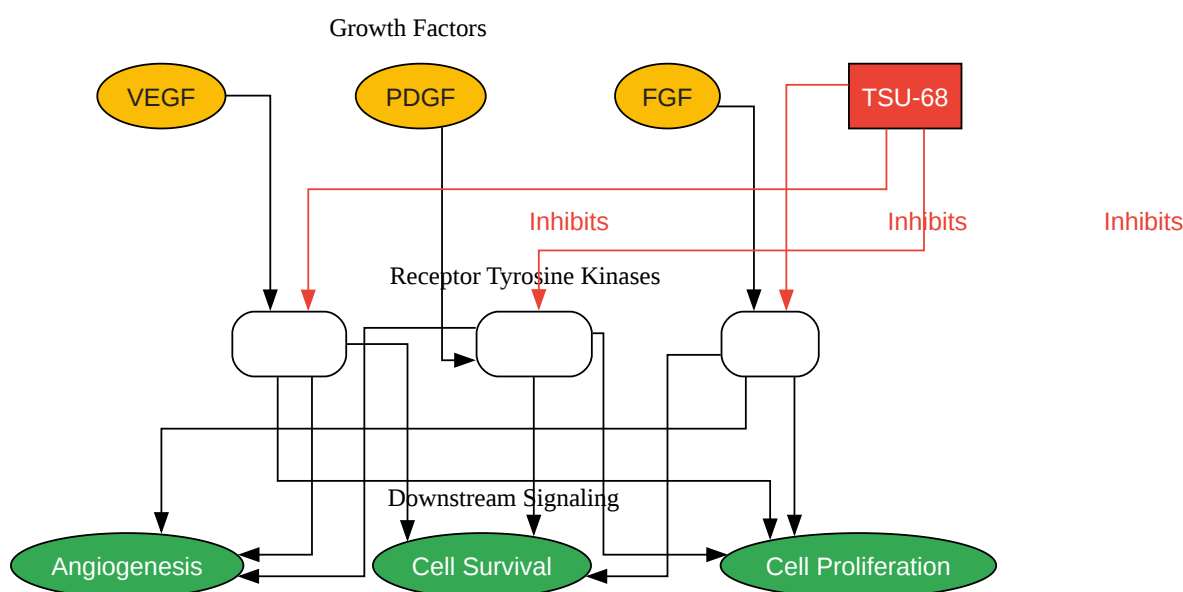 Growth Factors
VEGF
PDGF
FGF
TSU-68
Inhibits
Inhibits
Inhibits
Receptor Tyrosine Kinases
Downstream Signaling
Angiogenesis
Cell Survival
Cell Proliferation